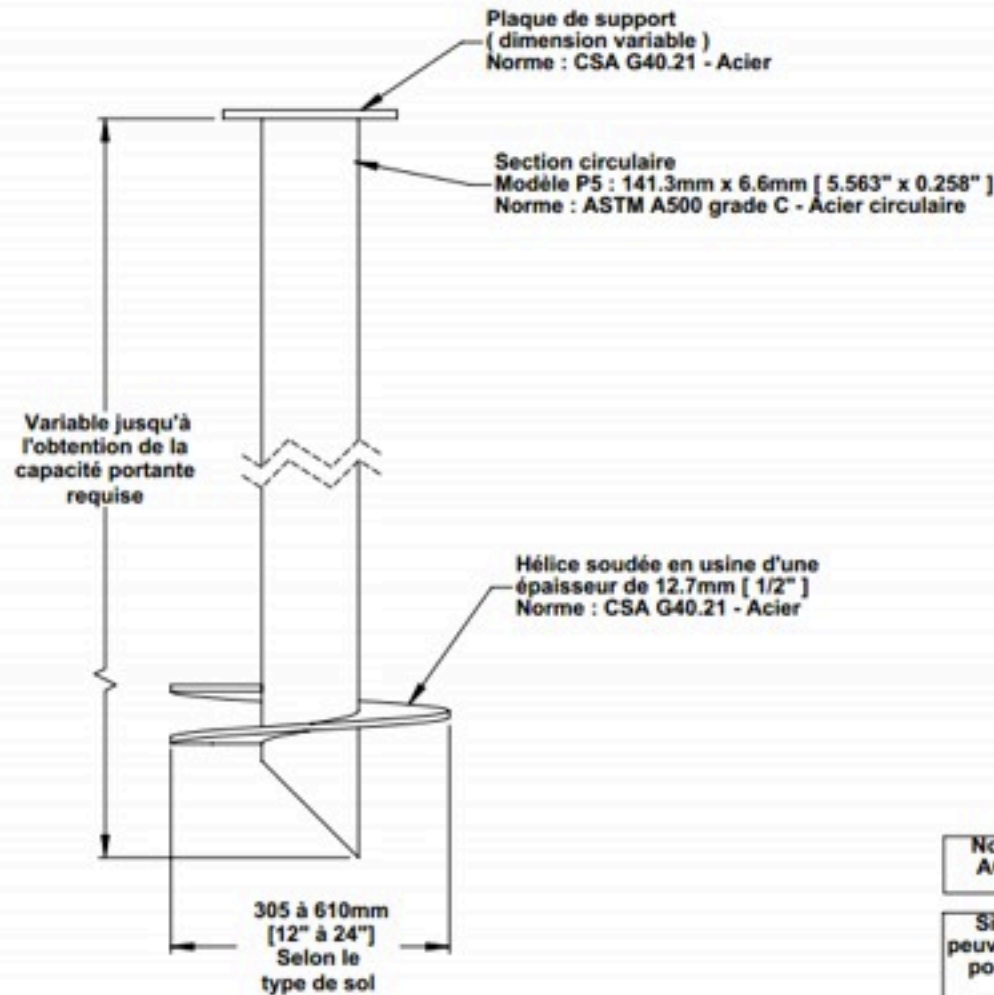 Plaque de support
( dimension variable )
Norme : CSA G40.21 - Acier
Section circulaire
Modèle P5 : 141.3mm x 6.6mm [ 5.563" x 0.258" ]
Norme : ASTM A500 grade C - Acier circulaire
Variable jusqu'à
l'obtention de la
capacité portante
requise
Hélice soudée en usine d'une
épaisseur de 12.7mm [ 1/2" ]
Norme : CSA G40.21 - Acier
305 à 610mm
[12" à 24"]
Selon le
type de sol